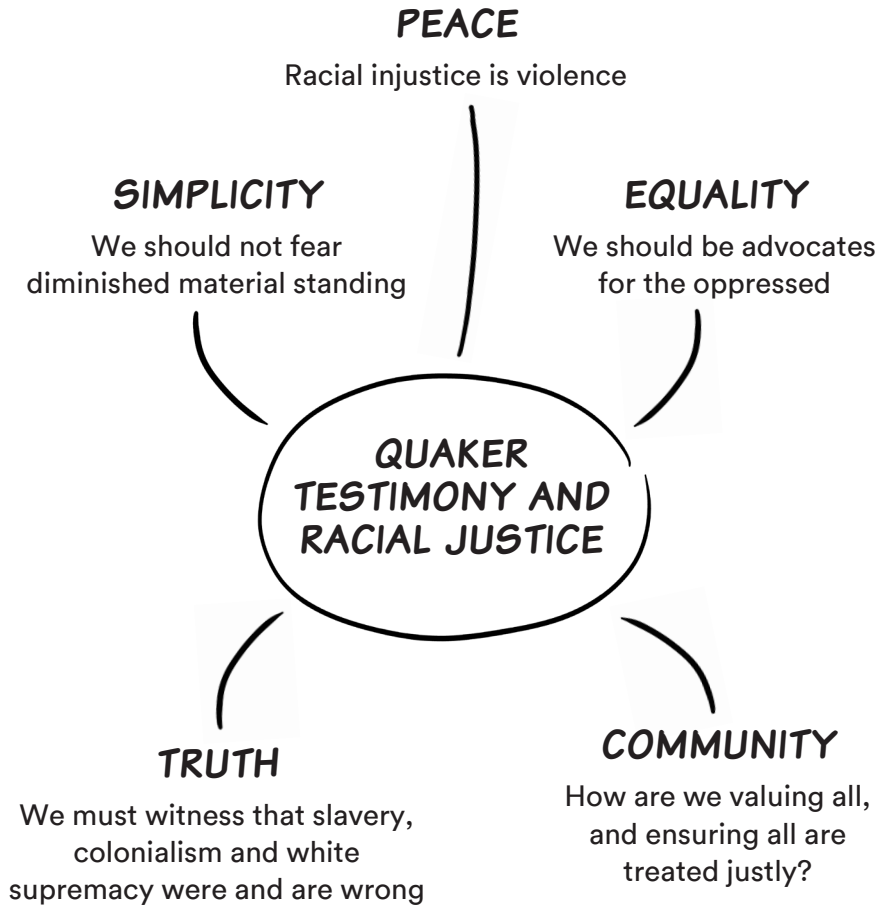 PEACE
Racial injustice is violence
SIMPLICITY
We should not fear
diminished material standing
EQUALITY
We should be advocates
for the oppressed
QUAKER
TESTIMONY AND
RACIAL JUSTICE
TRUTH
We must witness that slavery,
colonialism and white
supremacy were and are wrong
COMMUNITY
How are we valuing all,
and ensuring all are
treated justly?